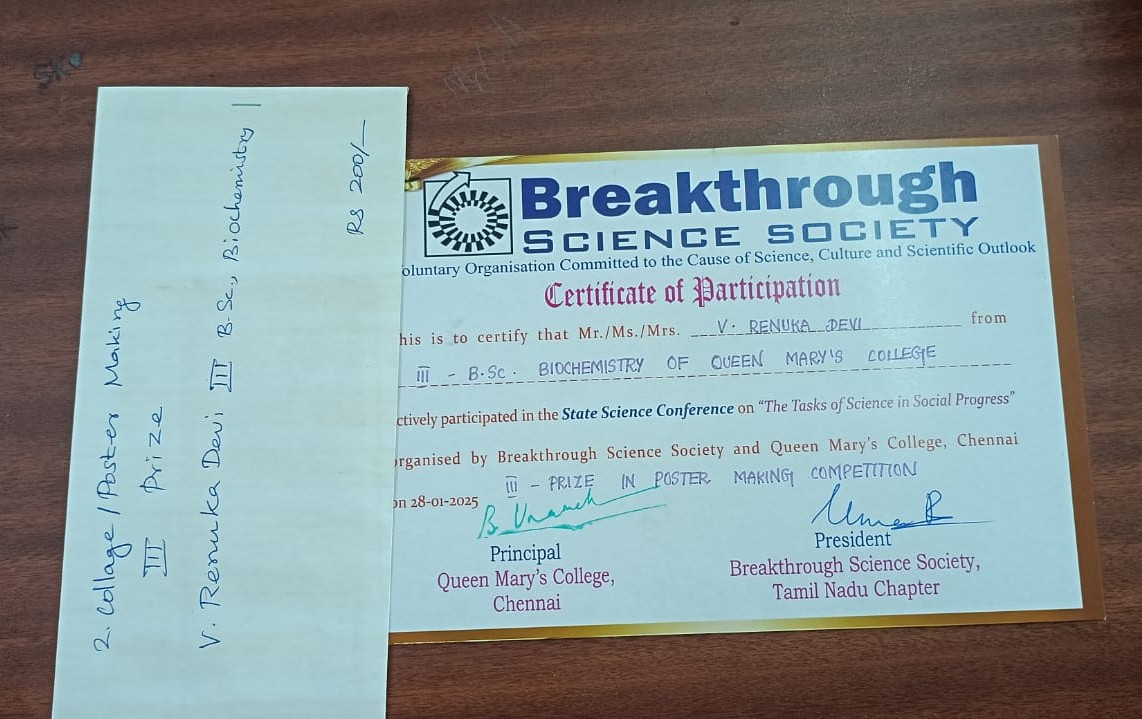 2. Collage/Poster Making
III Prize
V. Renuka Devi III B.Sc., Biochemistry
Rs 200/-
Breakthrough
SCIENCE SOCIETY
oluntary Organisation Committed to the Cause of Science, Culture and Scientific Outlook
Certificate of Participation
his is to certify that Mr./Ms./Mrs. V. RENUKA DEVI from
III - B.Sc. BIOCHEMISTRY OF QUEEN MARY'S COLLEGE
ctively participated in the State Science Conference on "The Tasks of Science in Social Progress"
rganised by Breakthrough Science Society and Queen Mary's College, Chennai
III - PRIZE IN POSTER MAKING COMPETITION
on 28-01-2025
Principal
Queen Mary's College,
Chennai
President
Breakthrough Science Society,
Tamil Nadu Chapter